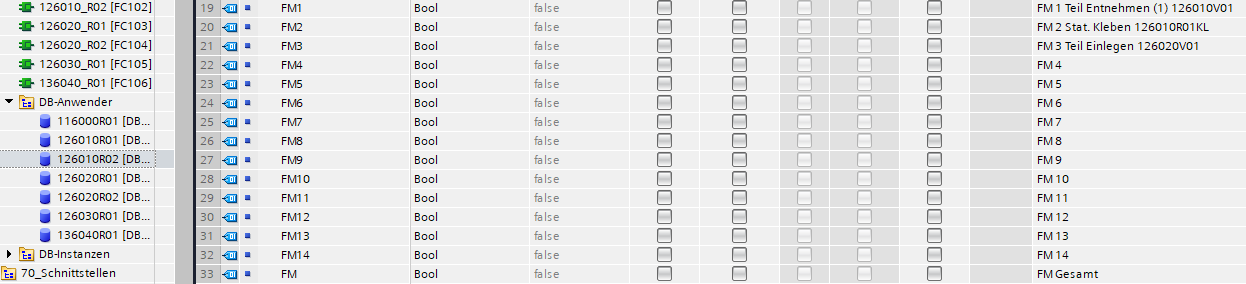 126010_R02 [FC102]
126020_R01 [FC103]
126020_R02 [FC104]
126030_R01 [FC105]
136040_R01 [FC106]
DB-Anwender
116000R01 [DB...
126010R01 [DB...
126010R02 [DB...
126020R01 [DB...
126020R02 [DB...
126030R01 [DB...
136040R01 [DB...
DB-Instanzen
70_Schnittstellen
19 FM1 Bool false FM 1 Teil Entnehmen (1) 126010V01
20 FM2 Bool false FM 2 Stat. Kleben 126010R01KL
21 FM3 Bool false FM 3 Teil Einlegen 126020V01
22 FM4 Bool false FM 4
23 FM5 Bool false FM 5
24 FM6 Bool false FM 6
25 FM7 Bool false FM 7
26 FM8 Bool false FM 8
27 FM9 Bool false FM 9
28 FM10 Bool false FM 10
29 FM11 Bool false FM 11
30 FM12 Bool false FM 12
31 FM13 Bool false FM 13
32 FM14 Bool false FM 14
33 FM Bool false FM Gesamt